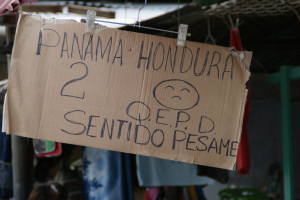 PANAMA HONDURA
2
Q.E.P.D
SENTIDO PESAME